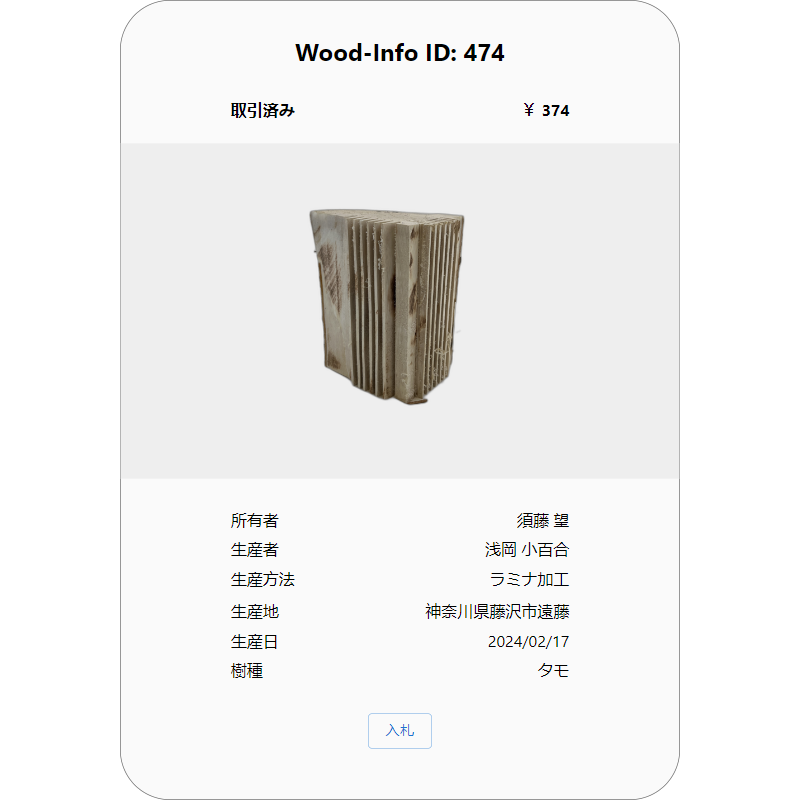 Wood-Info ID: 474
取引済み ￥ 374
所有者 須藤 望
生産者 浅岡 小百合
生産方法 ラミナ加工
生産地 神奈川県藤沢市遠藤
生産日 2024/02/17
樹種 タモ
入札